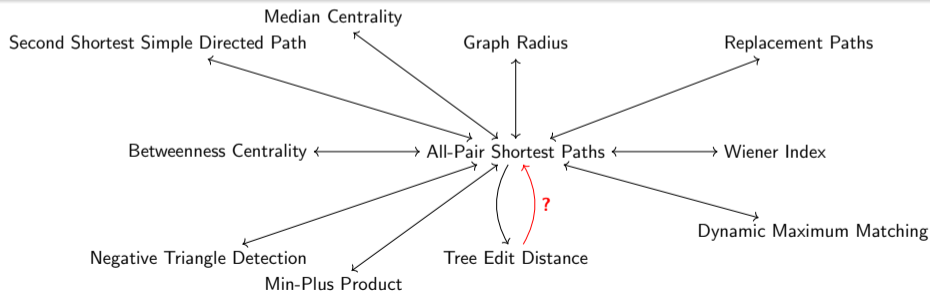 Median Centrality
Second Shortest Simple Directed Path
Graph Radius
Replacement Paths
Betweenness Centrality
All-Pair Shortest Paths
Wiener Index
?
Dynamic Maximum Matching
Negative Triangle Detection
Tree Edit Distance
Min-Plus Product